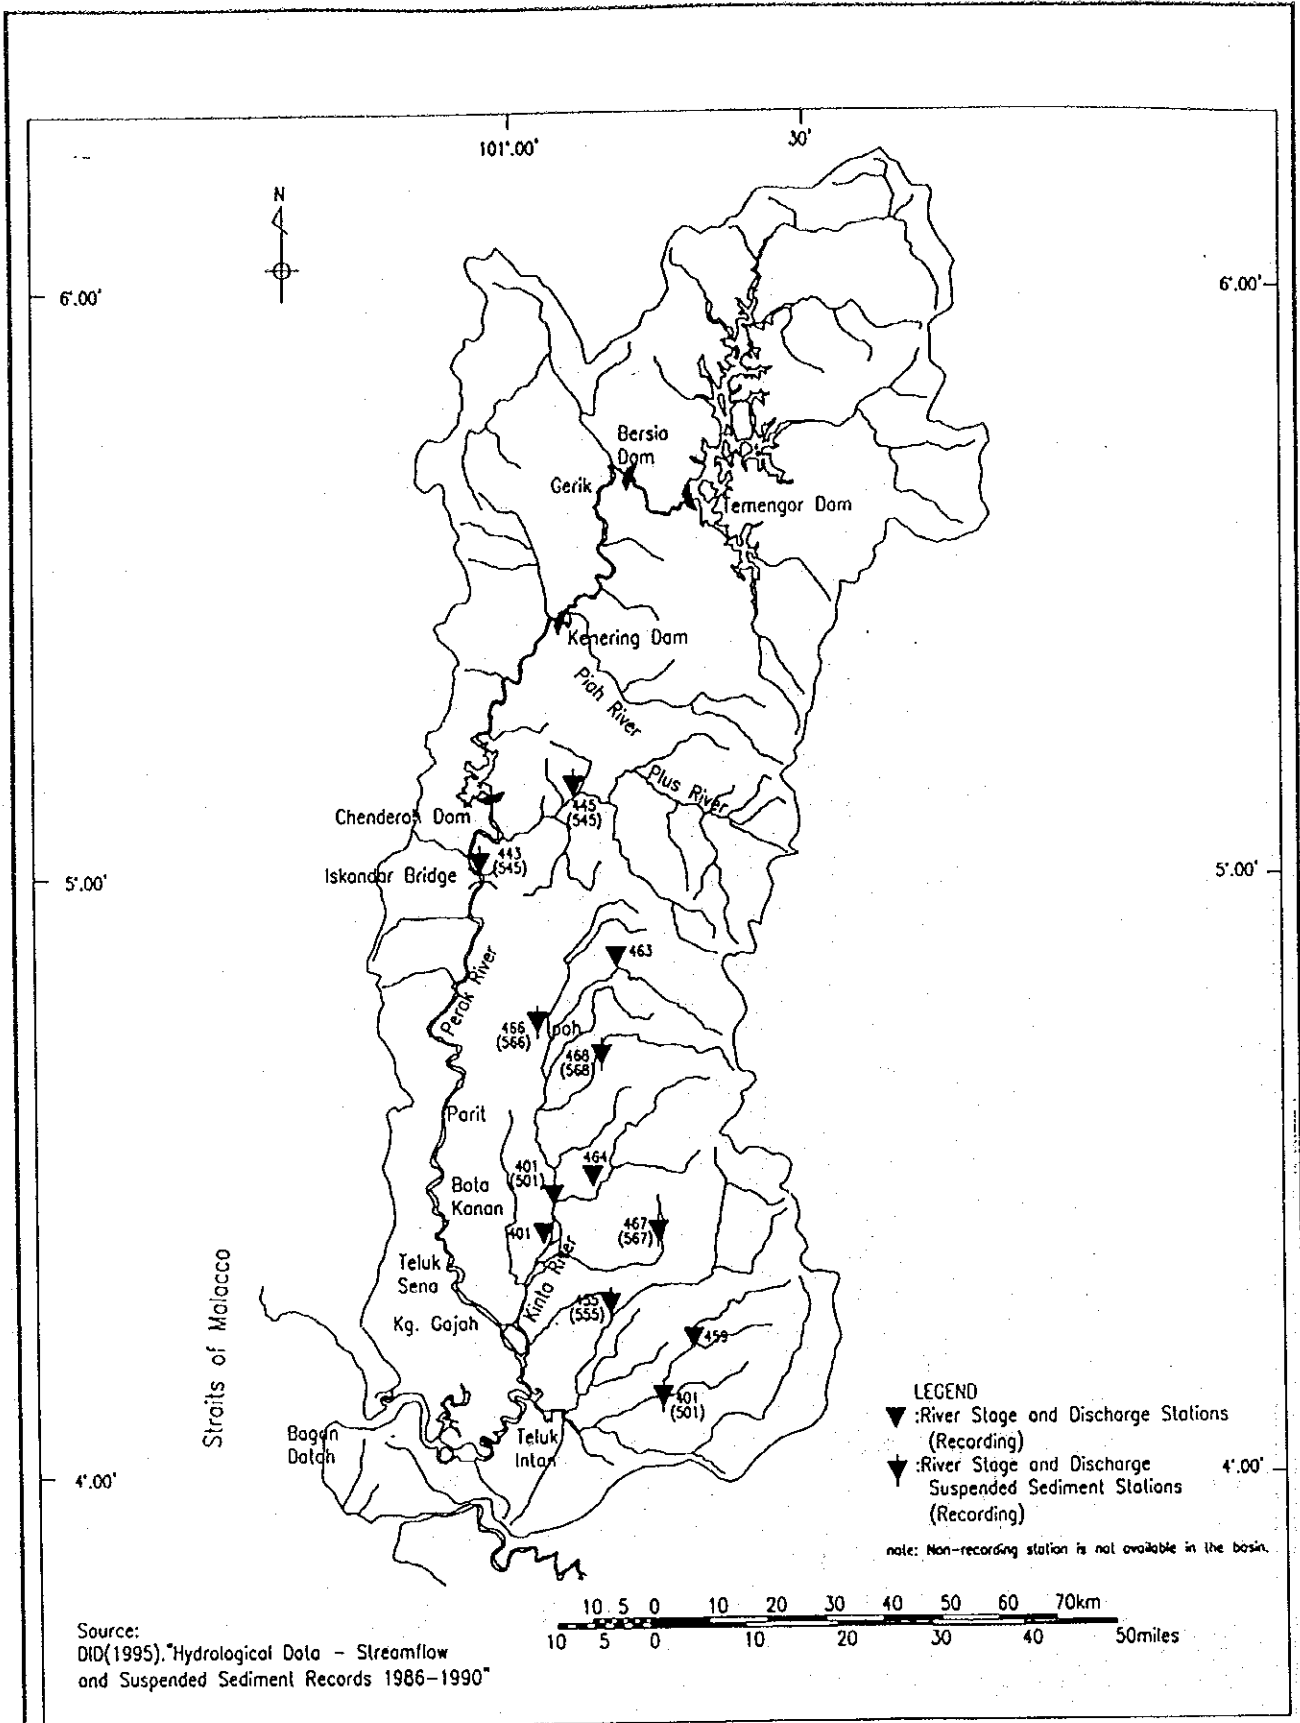 101°.00'
30'
N
6°.00'
6°.00'
Bersia
Dam
Gerik
Temengor Dam
Kenering Dam
Piah River
Plus River
445
(545)
Chenderoh Dam
443
(545)
Iskandar Bridge
5°.00'
5°.00'
463
Perak River
466
(566)
Ipoh
468
(568)
Parit
464
401
(501)
Bota
Kanan
467
(567)
401
Kinta River
Teluk
Sena
455
(555)
Kg. Gajah
459
Straits of Malacca
401
(501)
LEGEND
:River Stage and Discharge Stations
(Recording)
:River Stage and Discharge
Suspended Sediment Stations
(Recording)
Bagan
Datoh
Teluk
Intan
4°.00'
4°.00'
note: Non-recording station is not available in the basin.
10 5 0 10 20 30 40 50 60 70km
10 5 0 10 20 30 40 50miles
Source:
DID(1995)."Hydrological Data - Streamflow
and Suspended Sediment Records 1986-1990"